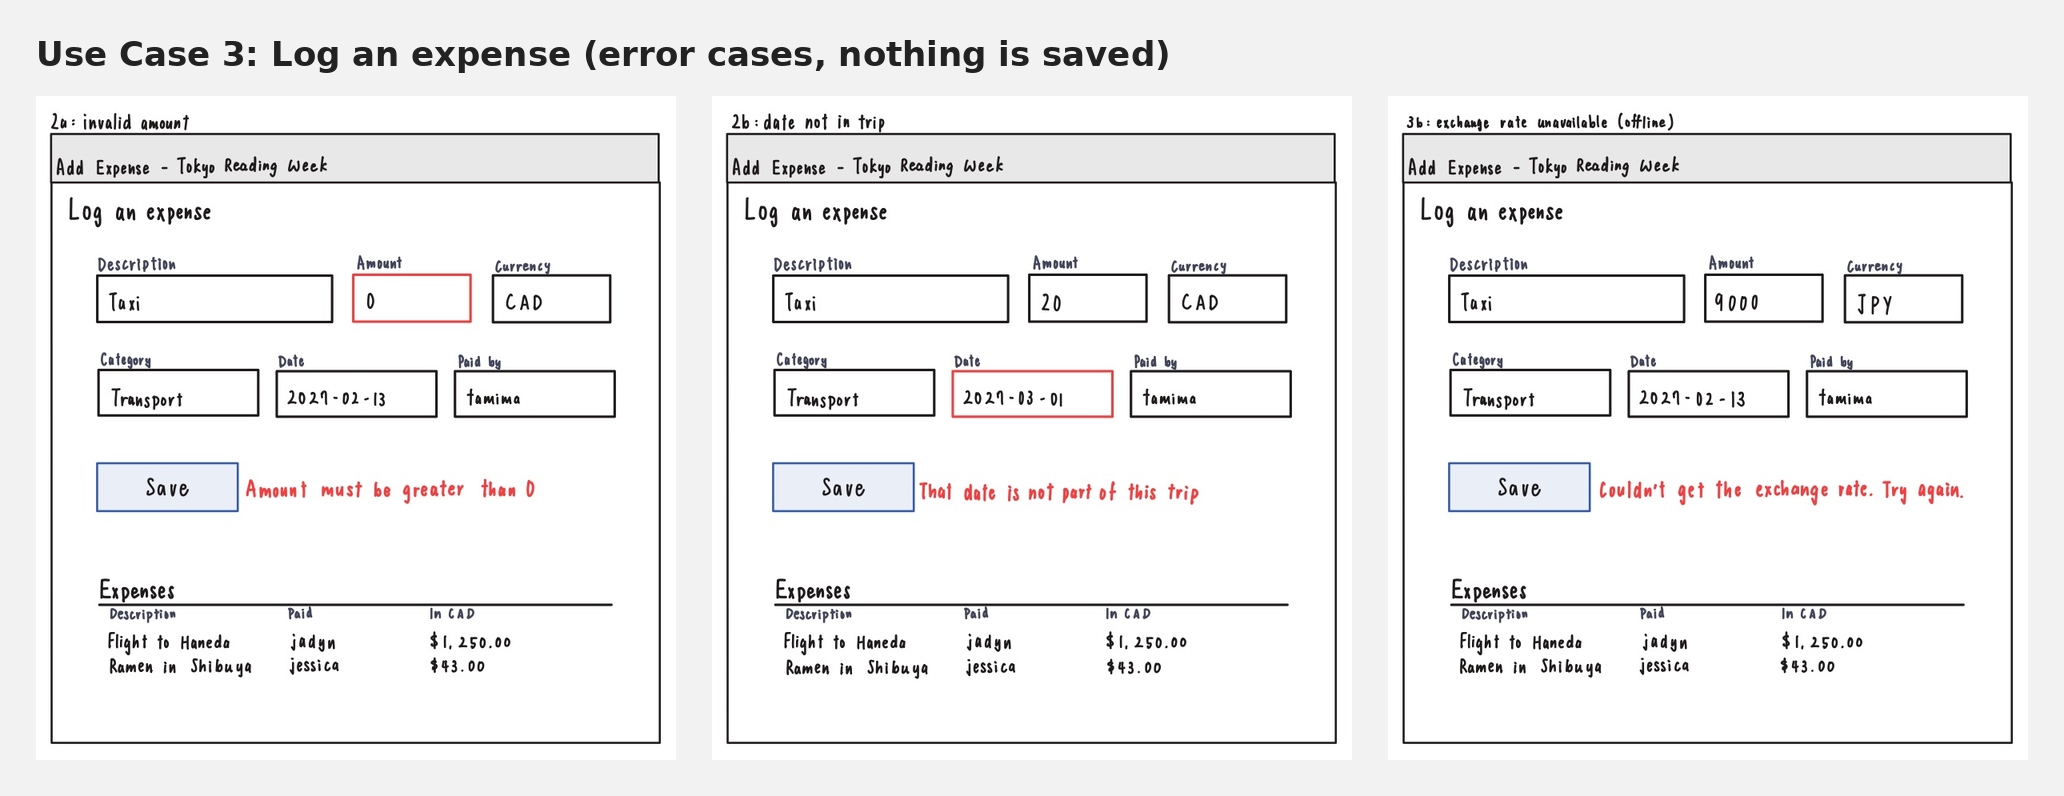 Use Case 3: Log an expense (error cases, nothing is saved)
2a: invalid amount
Add Expense - Tokyo Reading Week
Log an expense
Description Amount Currency
Taxi 0 CAD
Category Date Paid by
Transport 2027-02-13 tamima
Save Amount must be greater than 0
Expenses
Description Paid In CAD
Flight to Haneda jadyn $1,250.00
Ramen in Shibuya jessica $43.00
2b: date not in trip
Add Expense - Tokyo Reading Week
Log an expense
Description Amount Currency
Taxi 20 CAD
Category Date Paid by
Transport 2027-03-01 tamima
Save That date is not part of this trip
Expenses
Description Paid In CAD
Flight to Haneda jadyn $1,250.00
Ramen in Shibuya jessica $43.00
3b: exchange rate unavailable (offline)
Add Expense - Tokyo Reading Week
Log an expense
Description Amount Currency
Taxi 9000 JPY
Category Date Paid by
Transport 2027-02-13 tamima
Save Couldn't get the exchange rate. Try again.
Expenses
Description Paid In CAD
Flight to Haneda jadyn $1,250.00
Ramen in Shibuya jessica $43.00